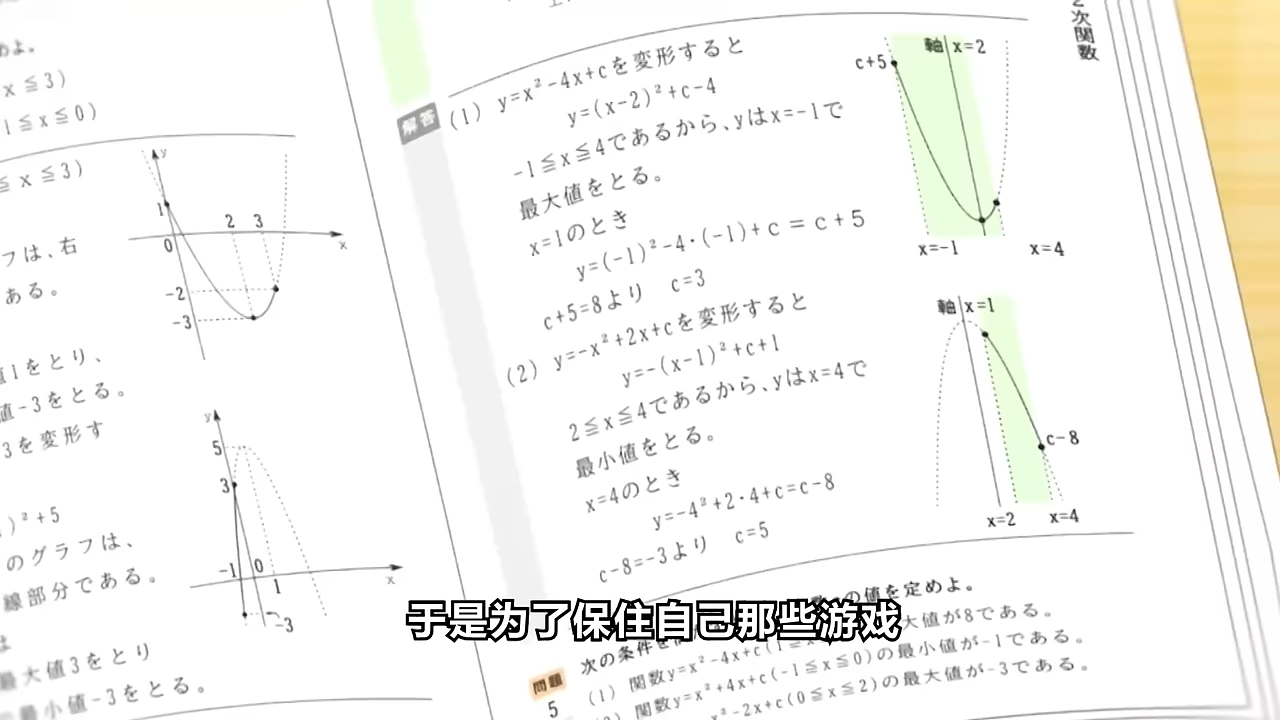 めよ。
x≦3)
1≦x≦0)
≦x≦3)
フは、右
ある。
値1をとり、
値-3をとる。
3を変形す
)²+5
のグラフは、
線部分である。
は
最大値3をとり
最小値-3をとる。
y
1
0
2
3
x
-2
-3
y
5
3
-1
0
1
x
-3
2次関数
解答
(1) y=x²-4x+cを変形すると
y=(x-2)²+c-4
-1≦x≦4であるから、yはx=-1で
最大値をとる。
x=1のとき
y=(-1)²-4・(-1)+c=c+5
c+5=8より c=3
(2) y=-x²+2x+cを変形すると
y=-(x-1)²+c+1
2≦x≦4であるから、yはx=4で
最小値をとる。
x=4のとき
y=-4²+2・4+c=c-8
c-8=-3より c=5
c+5
軸 x=2
x=-1
x=4
軸 x=1
c-8
x=2
x=4
于是为了保住自己那些游戏
問題
5
次の条件を の値を定めよ。
(1) 関数y=x²-4x+c(1≦x 大値が8である。
関数y=x²+4x+c(-1≦x≦0)の最小値が-1である。
x²-2x+c(0≦x≦2)の最大値が-3である。